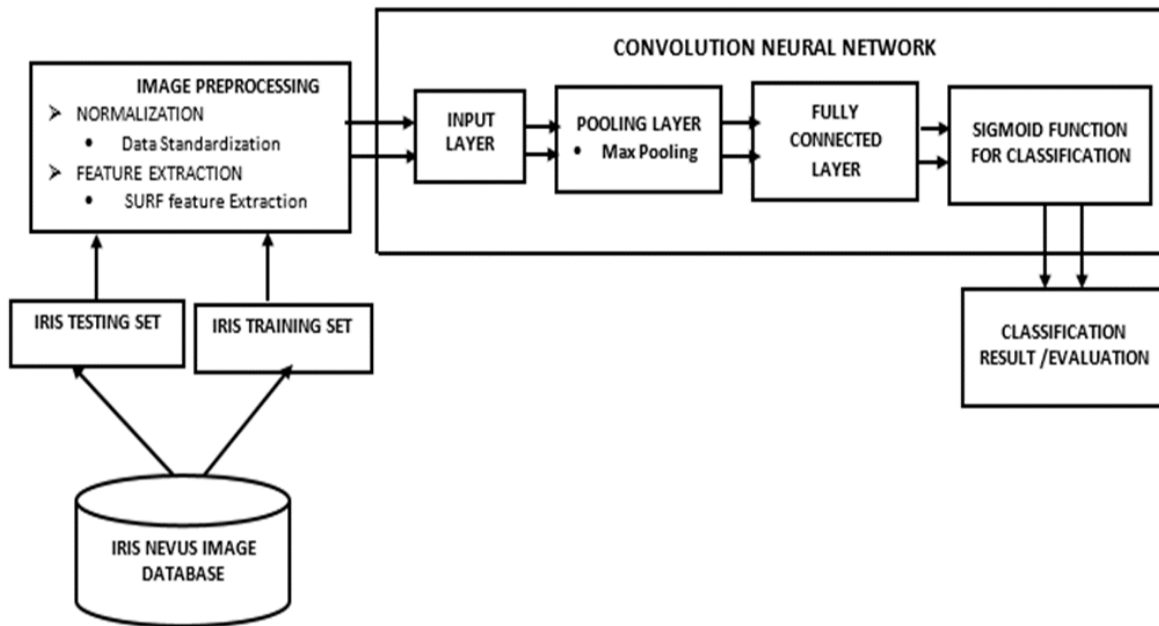 CONVOLUTION NEURAL NETWORK
IMAGE PREPROCESSING
➢ NORMALIZATION
• Data Standardization
➢ FEATURE EXTRACTION
• SURF feature Extraction
INPUT
LAYER
POOLING LAYER
• Max Pooling
FULLY
CONNECTED
LAYER
SIGMOID FUNCTION
FOR CLASSIFICATION
IRIS TESTING SET
IRIS TRAINING SET
CLASSIFICATION
RESULT /EVALUATION
IRIS NEVUS IMAGE
DATABASE